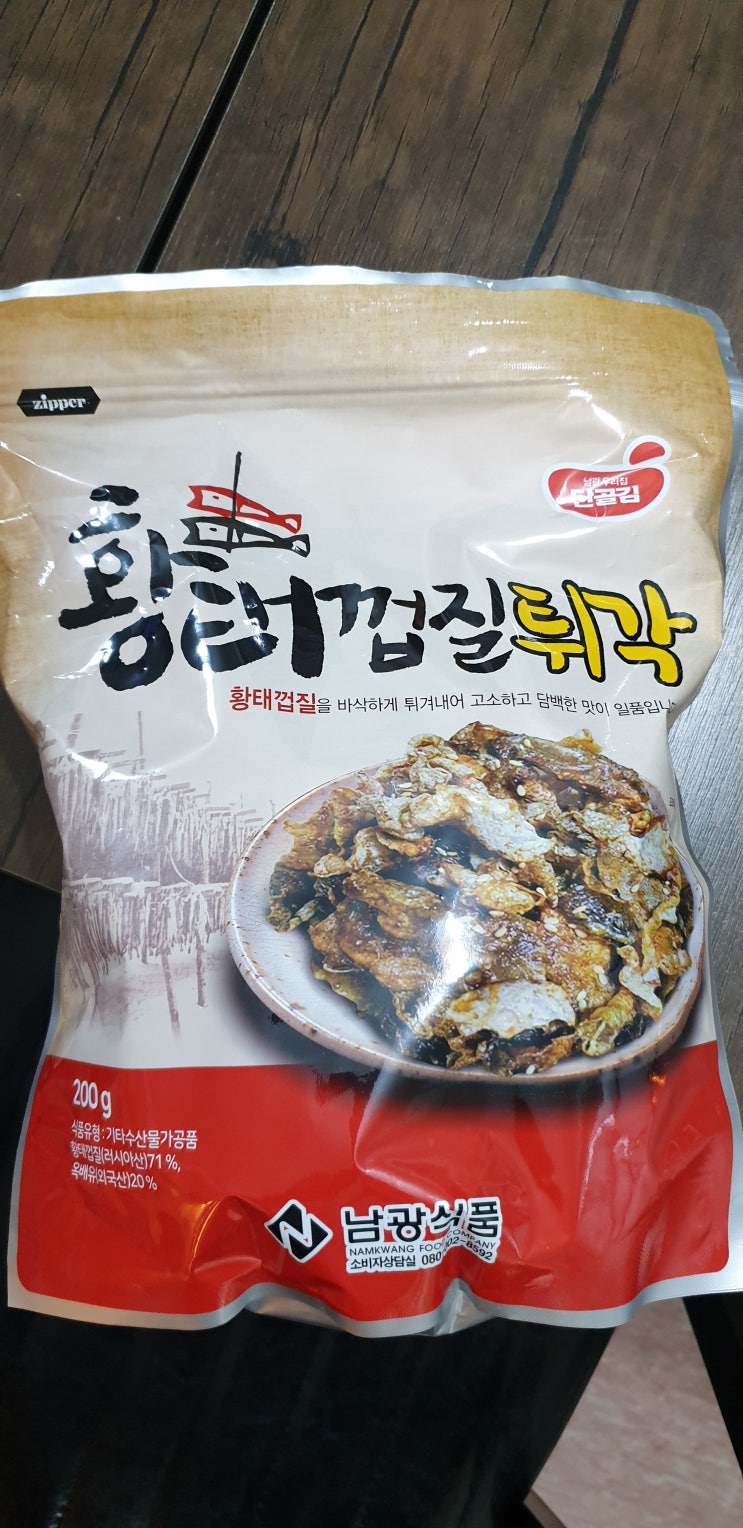 zipper
남광 우리집
단골김
황태껍질튀각
황태껍질을 바삭하게 튀겨내어 고소하고 담백한 맛이 일품입니
200g
식품유형 : 기타수산물가공품
황태껍질(러시아산)71%,
옥배유(외국산)20%
N
남광식품
NAMKWANG FOOD COMPANY
소비자상담실 080-